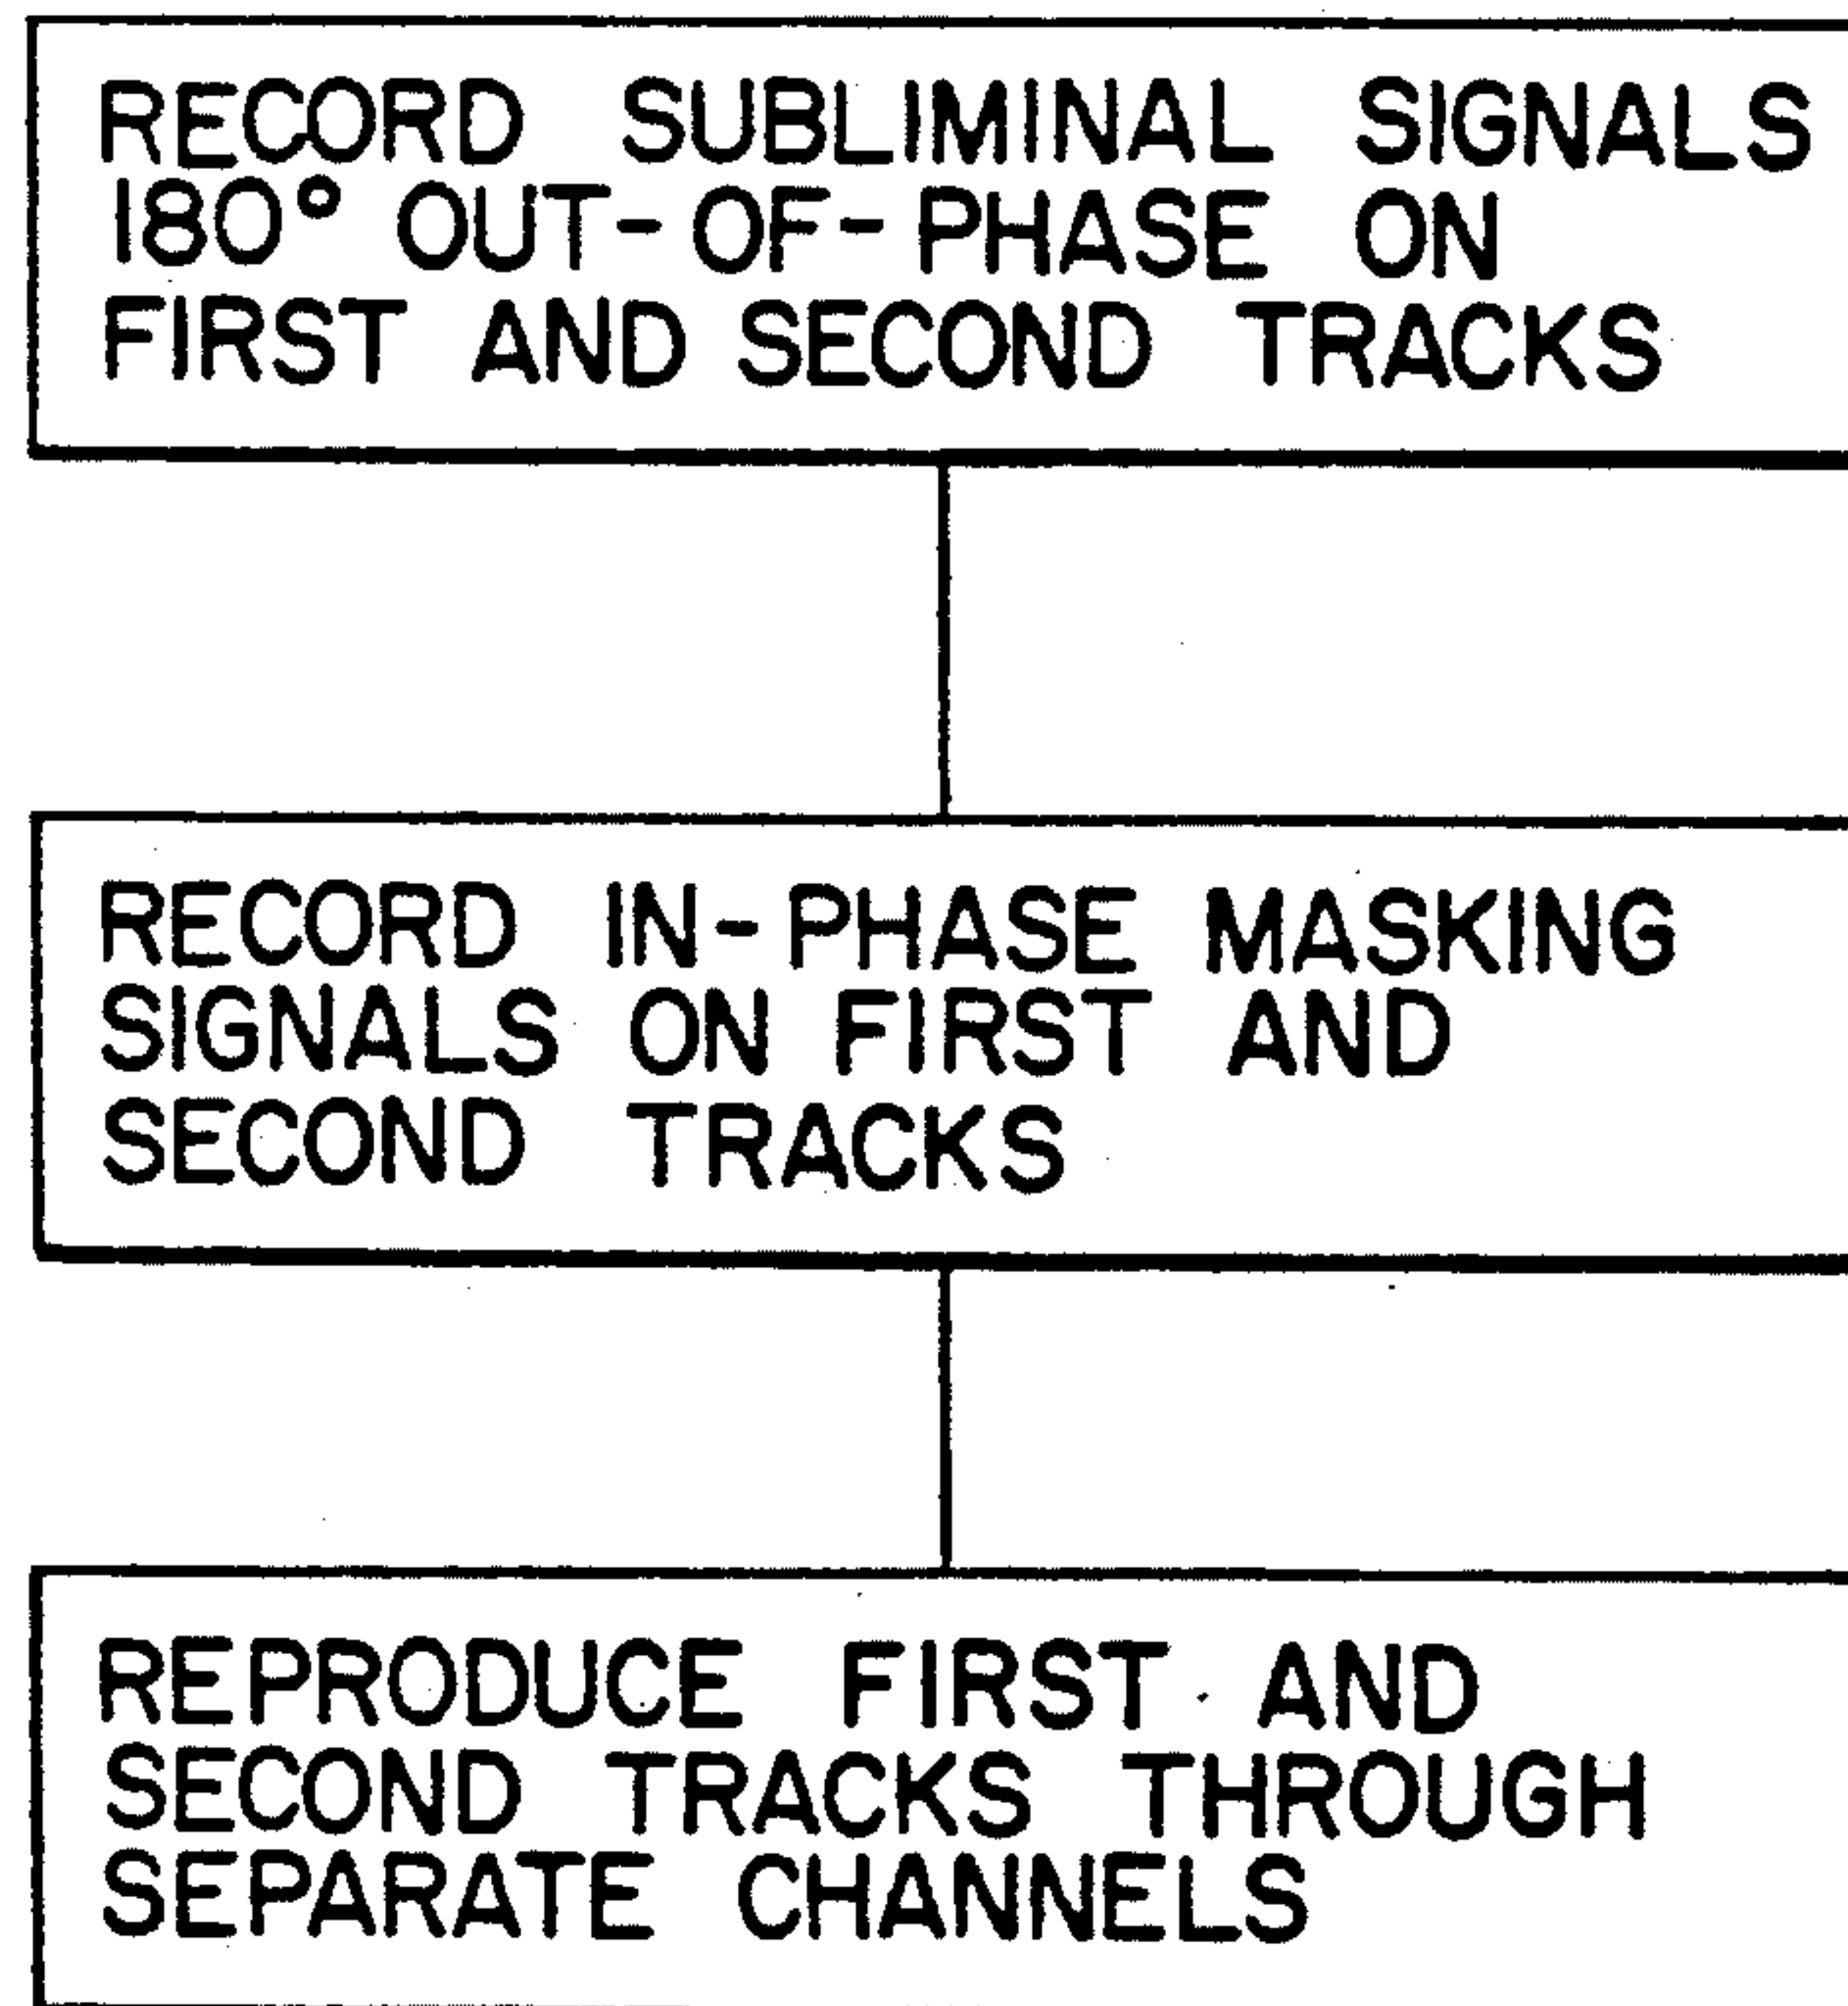 RECORD SUBLIMINAL SIGNALS
180° OUT-OF-PHASE ON
FIRST AND SECOND TRACKS
RECORD IN-PHASE MASKING
SIGNALS ON FIRST AND
SECOND TRACKS
REPRODUCE FIRST AND
SECOND TRACKS THROUGH
SEPARATE CHANNELS